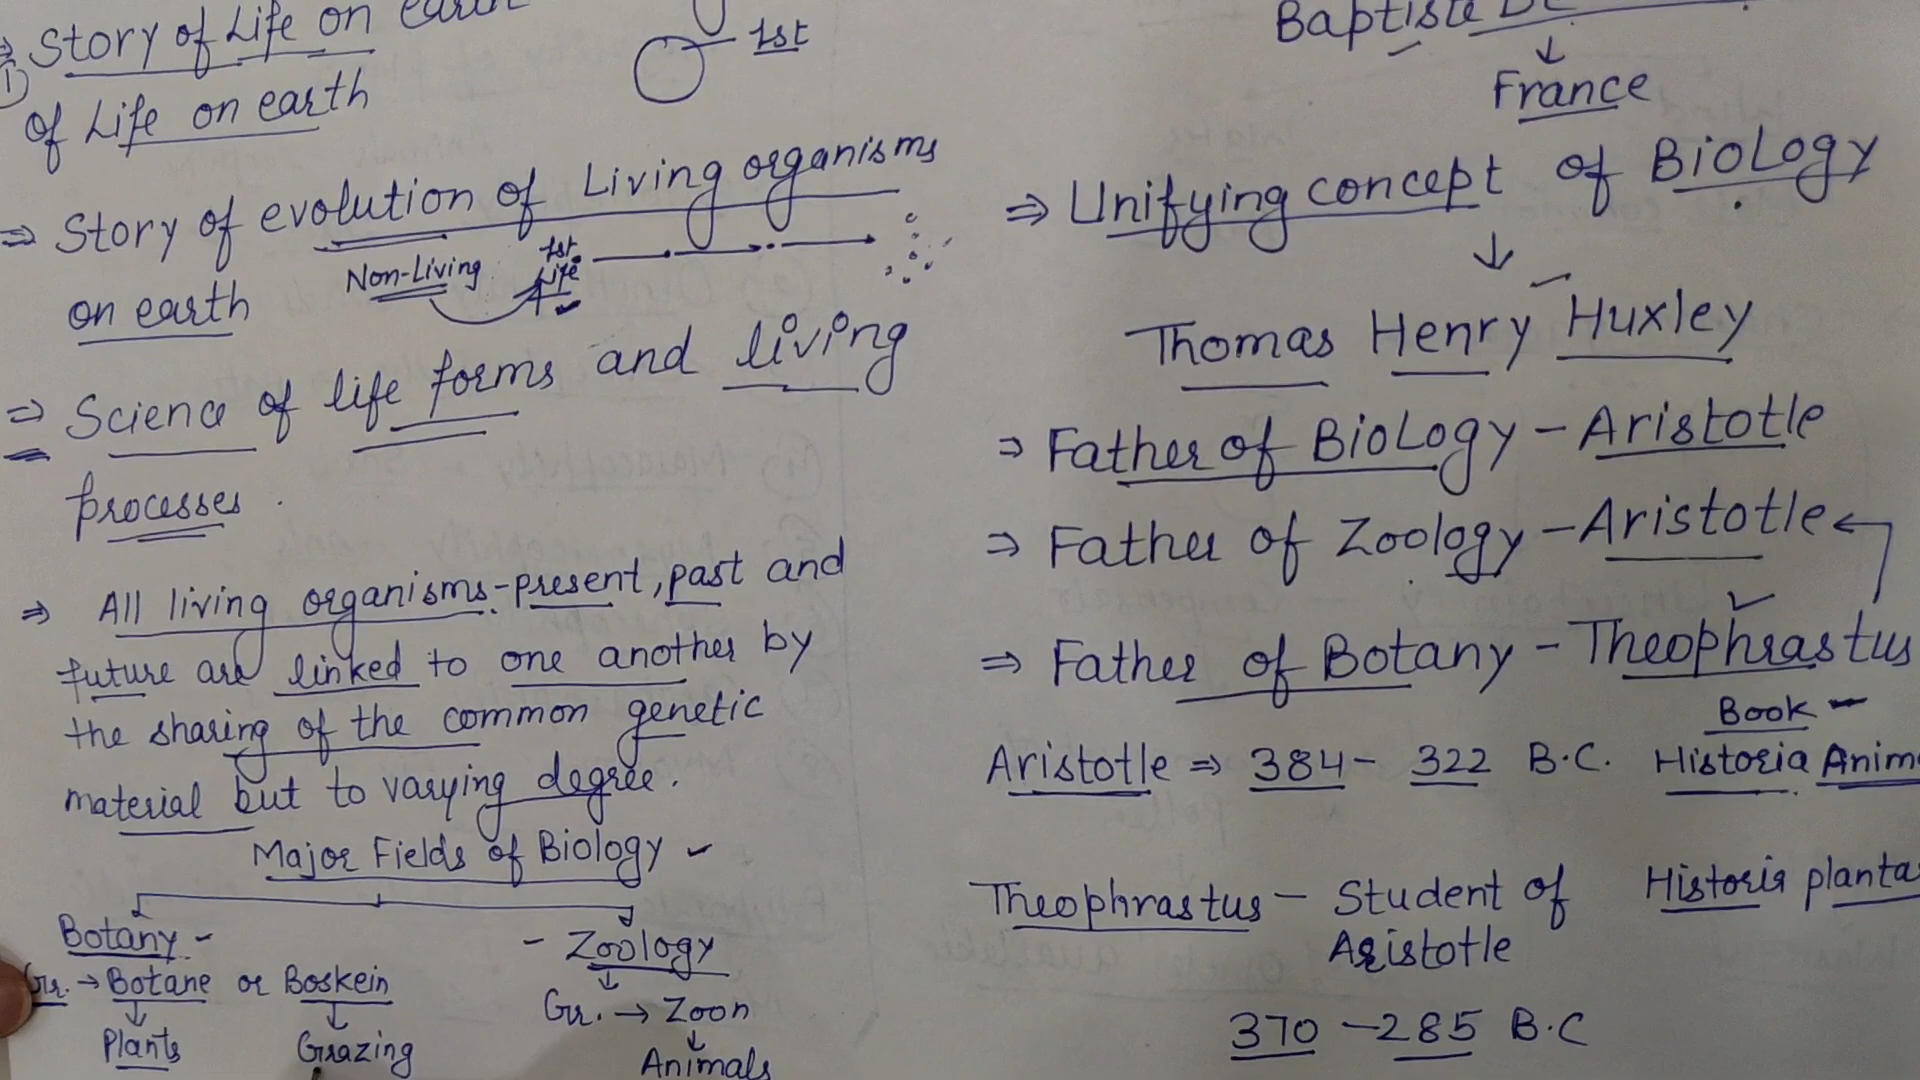 ⇒ Story of Life on earth
① of Life on earth
1st
⇒ Story of evolution of Living organisms
on earth
Non-Living 1st Life
⇒ Science of life forms and living
processes.
⇒ All living organisms-present, past and
future are linked to one another by
the sharing of the common genetic
material but to varying degree.
Major Fields of Biology
Botany -
Gr. → Botane or Boskein
Plants
Grazing
- Zoology
Gr. → Zoon
Animals
Baptiste
France
⇒ Unifying concept of Biology
Thomas Henry Huxley
⇒ Father of Biology - Aristotle
⇒ Father of Zoology - Aristotle
⇒ Father of Botany - Theophrastus
Book -
Aristotle ⇒ 384 - 322 B.C. Historia Anim
Theophrastus - Student of
Aristotle
Historia planta
370 - 285 B.C